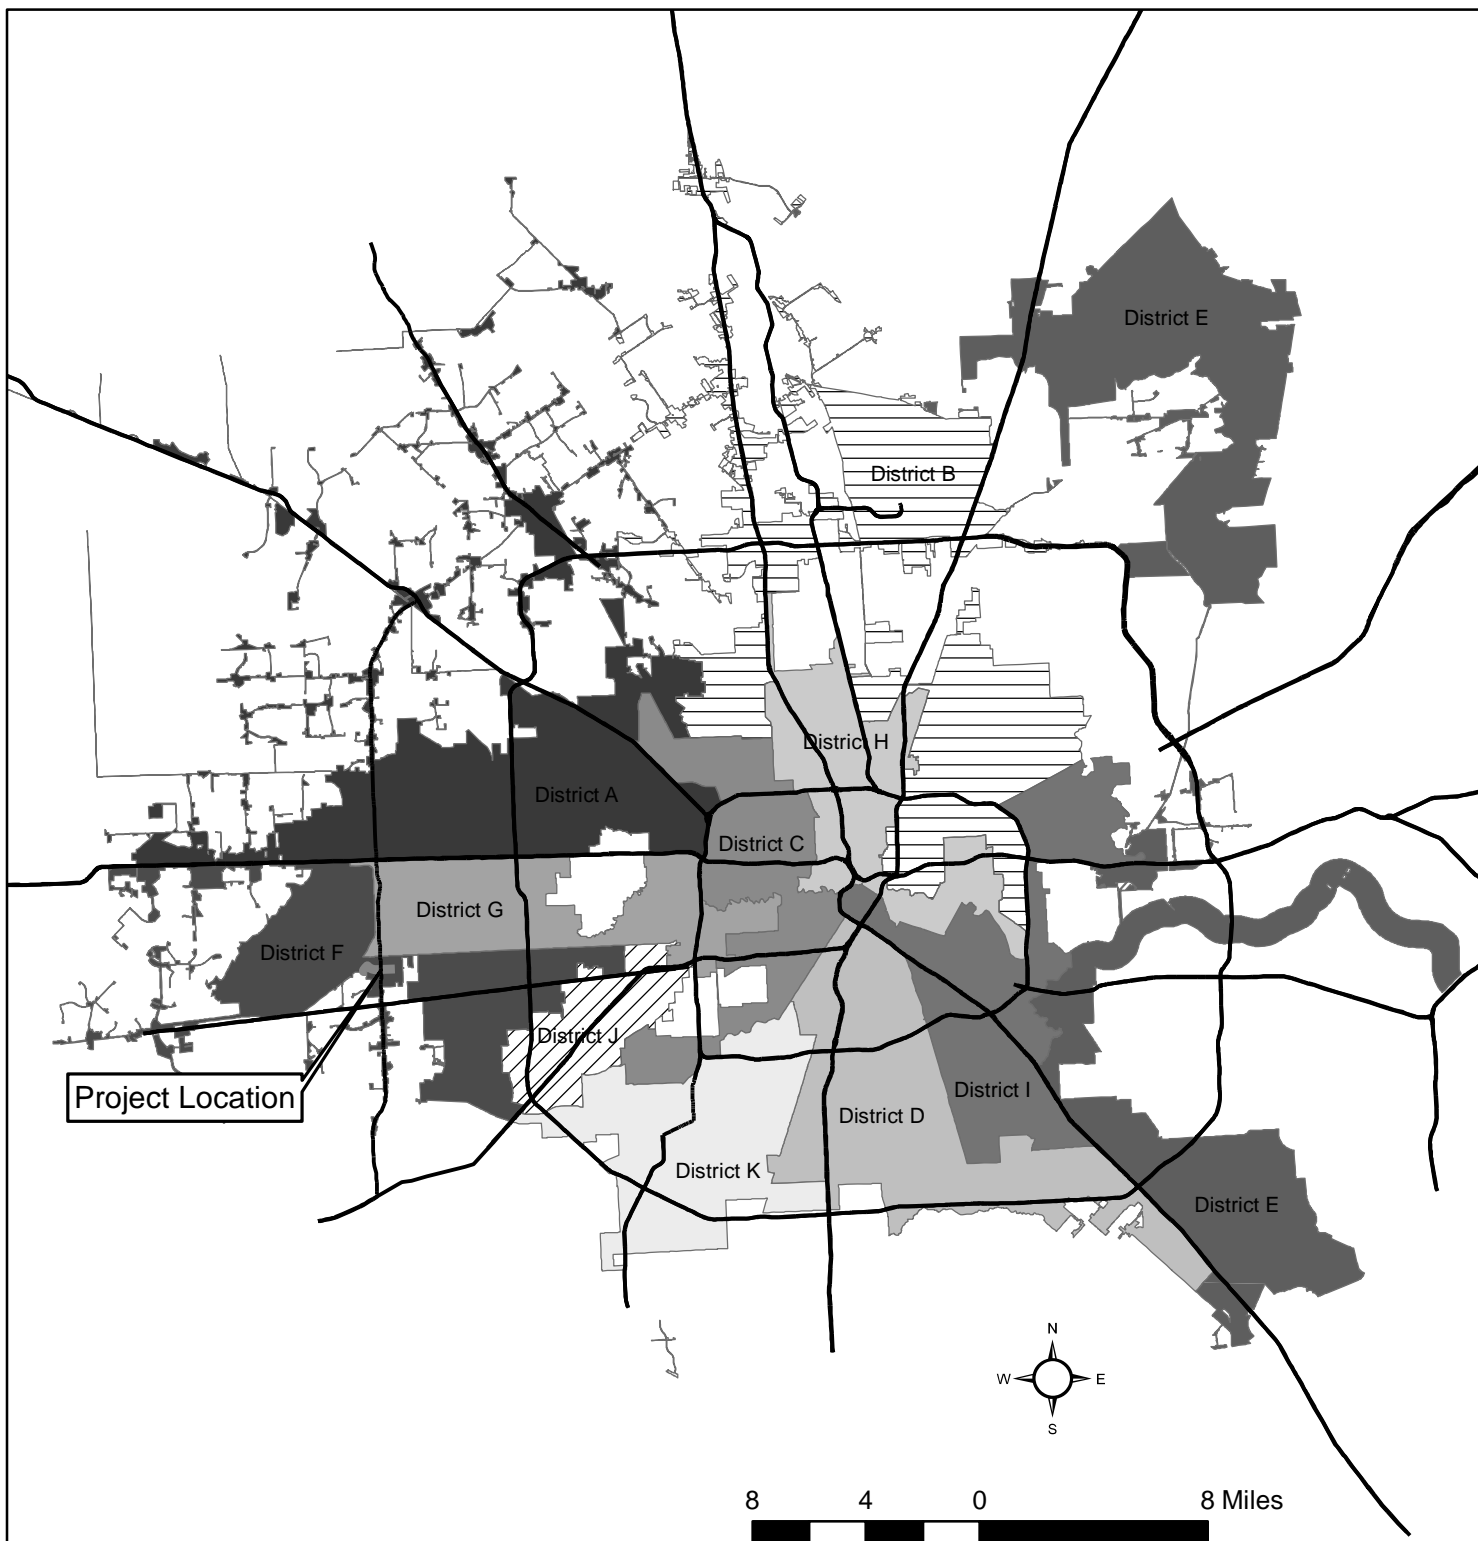 District E
District B
District H
District A
District C
District G
District F
District J
Project Location
District I
District D
District K
District E
N
W E
S
8 4 0 8 Miles